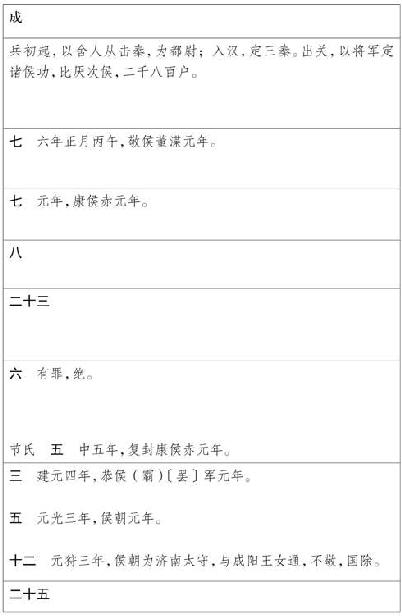 成
兵初起，以舍人从击秦，为都尉；入汉，定三秦。出关，以将军定
诸侯功，比厌次侯，二千八百户。
七 六年正月丙午，敬侯董渫元年。
七 元年，康侯赤元年。
八
二十三
六 有罪，绝。
节氏 五 中五年，复封康侯赤元年。
三 建元四年，恭侯（霸）〔罢〕军元年。
五 元光三年，侯朝元年。
十二 元狩三年，侯朝为济南太守，与成阳王女通，不敬，国除。
二十五